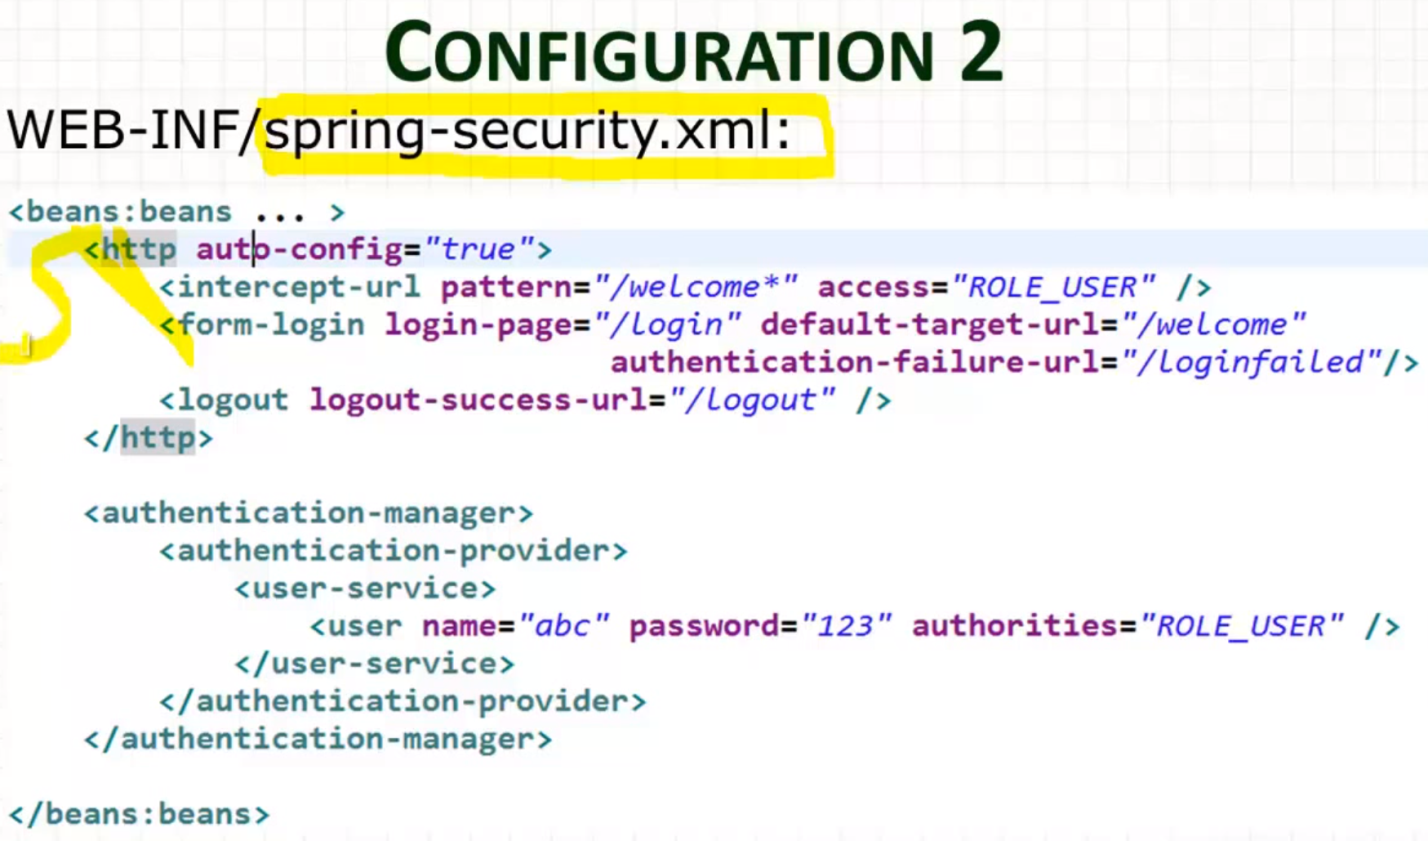 CONFIGURATION 2
WEB-INF/spring-security.xml:
<beans:beans ... >
<http auto-config="true">
<intercept-url pattern="/welcome*" access="ROLE_USER" />
<form-login login-page="/login" default-target-url="/welcome"
authentication-failure-url="/loginfailed"/>
<logout logout-success-url="/logout" />
</http>
<authentication-manager>
<authentication-provider>
<user-service>
<user name="abc" password="123" authorities="ROLE_USER" />
</user-service>
</authentication-provider>
</authentication-manager>
</beans:beans>